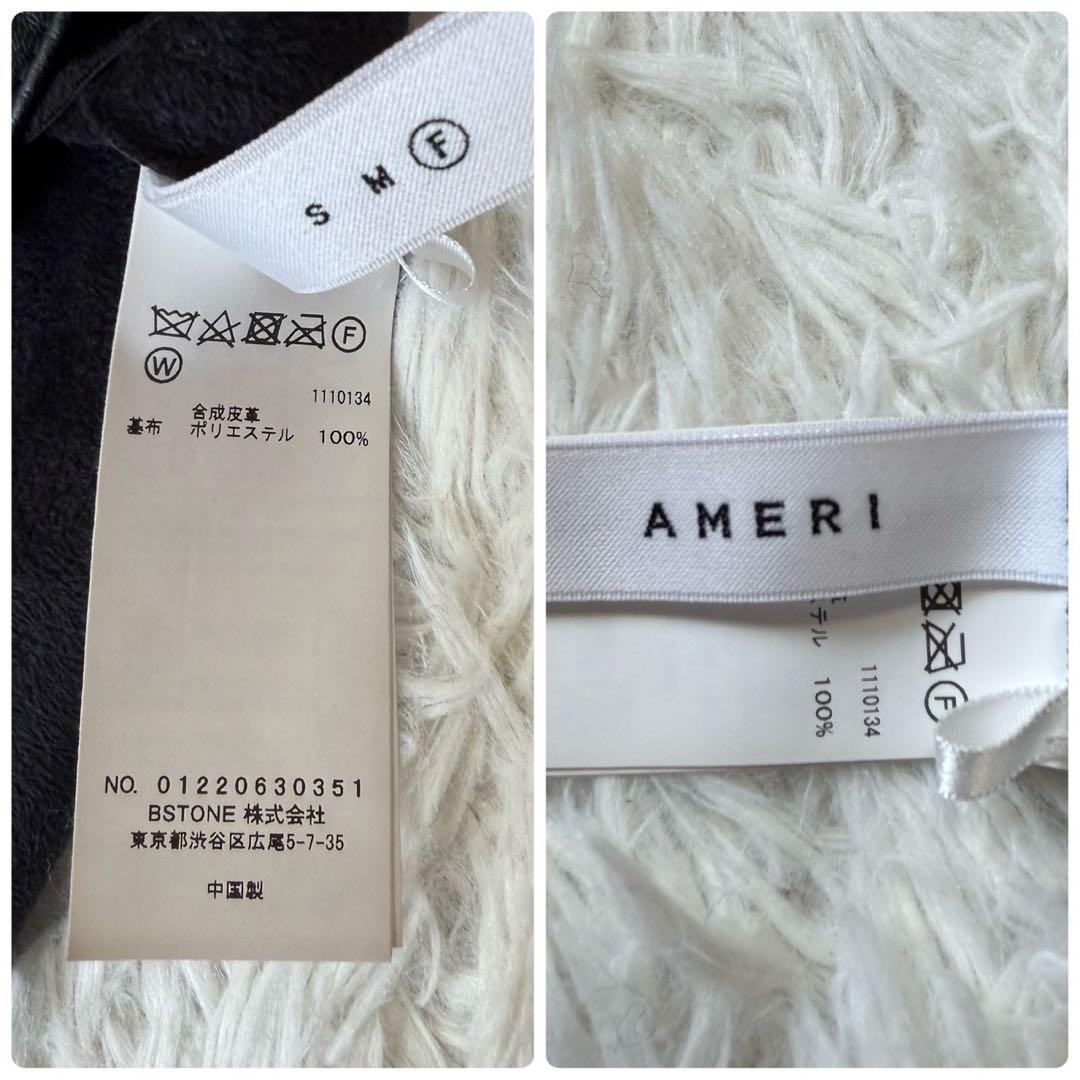 S M F
F
W
1110134
合成皮革
基布 ポリエステル 100%
NO. 01220630351
BSTONE 株式会社
東京都渋谷区広尾5-7-35
中国製
AMERI
テル 100%
1110134
F